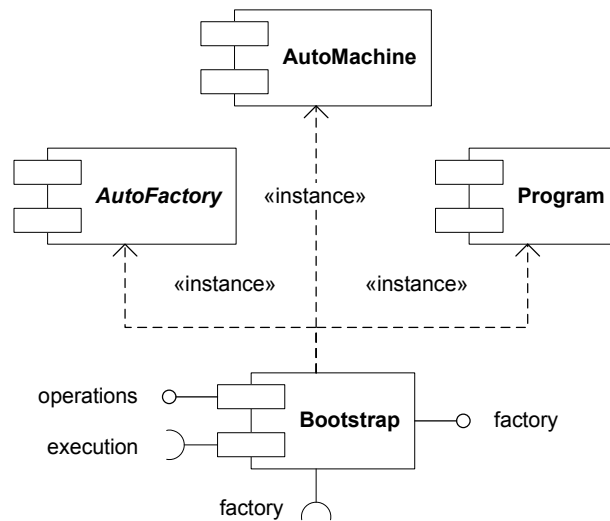 AutoMachine
AutoFactory
«instance»
Program
«instance»
«instance»
operations
Bootstrap
factory
execution
factory